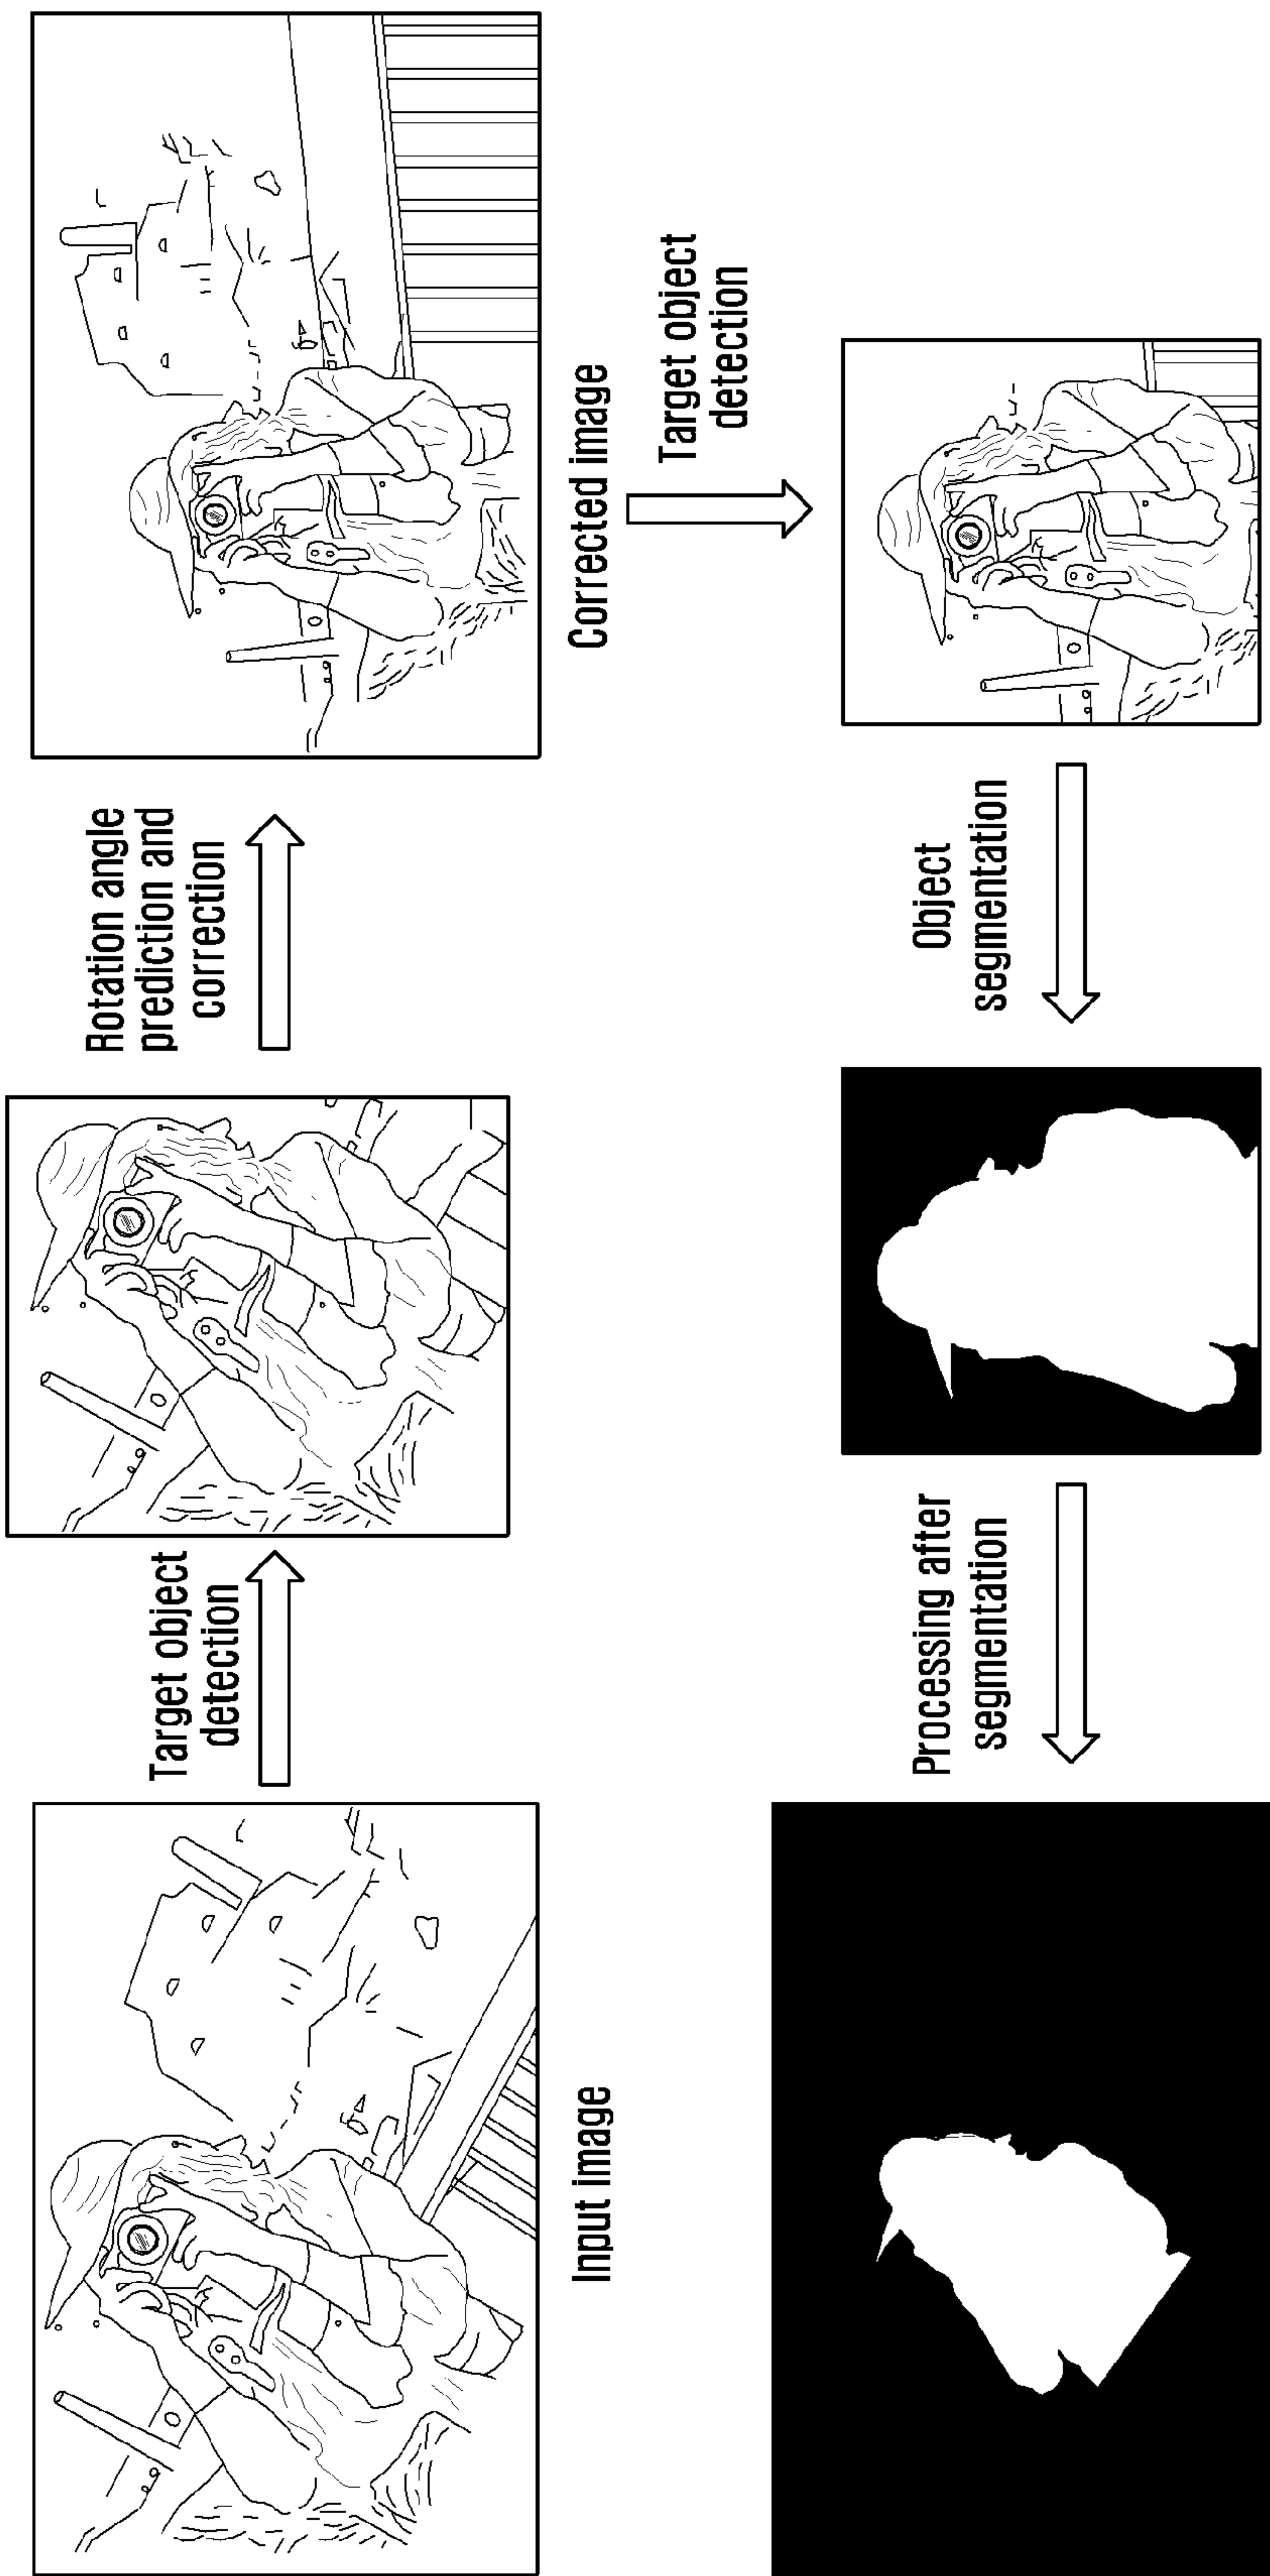 Target object
detection
Rotation angle
prediction and
correction
Input image
Corrected image
Target object
detection
Object
segmentation
Processing after
segmentation